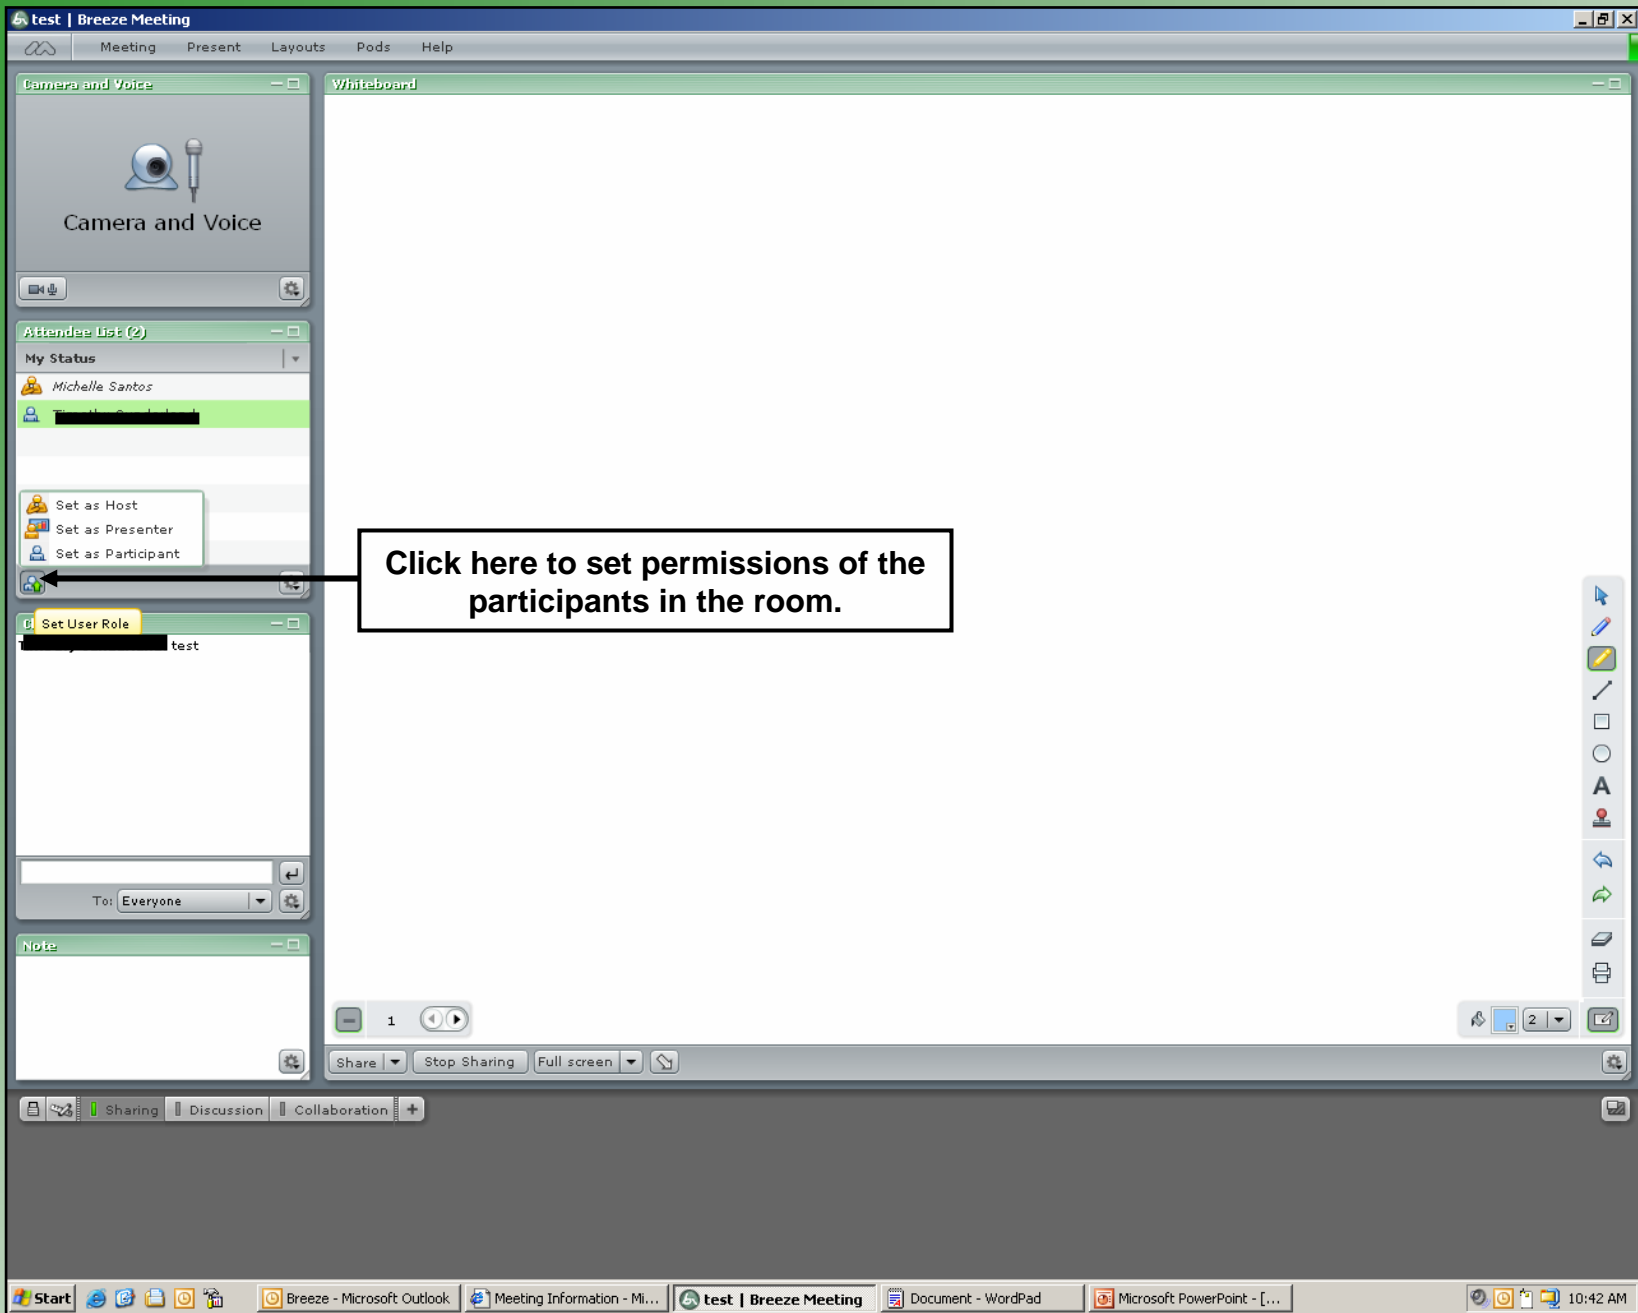 test | Breeze Meeting
Meeting Present Layouts Pods Help
Camera and Voice
Whiteboard
Camera and Voice
Attendee List (2)
My Status
Michelle Santos
Set as Host
Set as Presenter
Set as Participant
Click here to set permissions of the
participants in the room.
Set User Role
test
To: Everyone
Note
1
2
Share
Stop Sharing
Full screen
Sharing
Discussion
Collaboration
Start
Breeze - Microsoft Outlook
Meeting Information - Mi...
test | Breeze Meeting
Document - WordPad
Microsoft PowerPoint - [...
10:42 AM